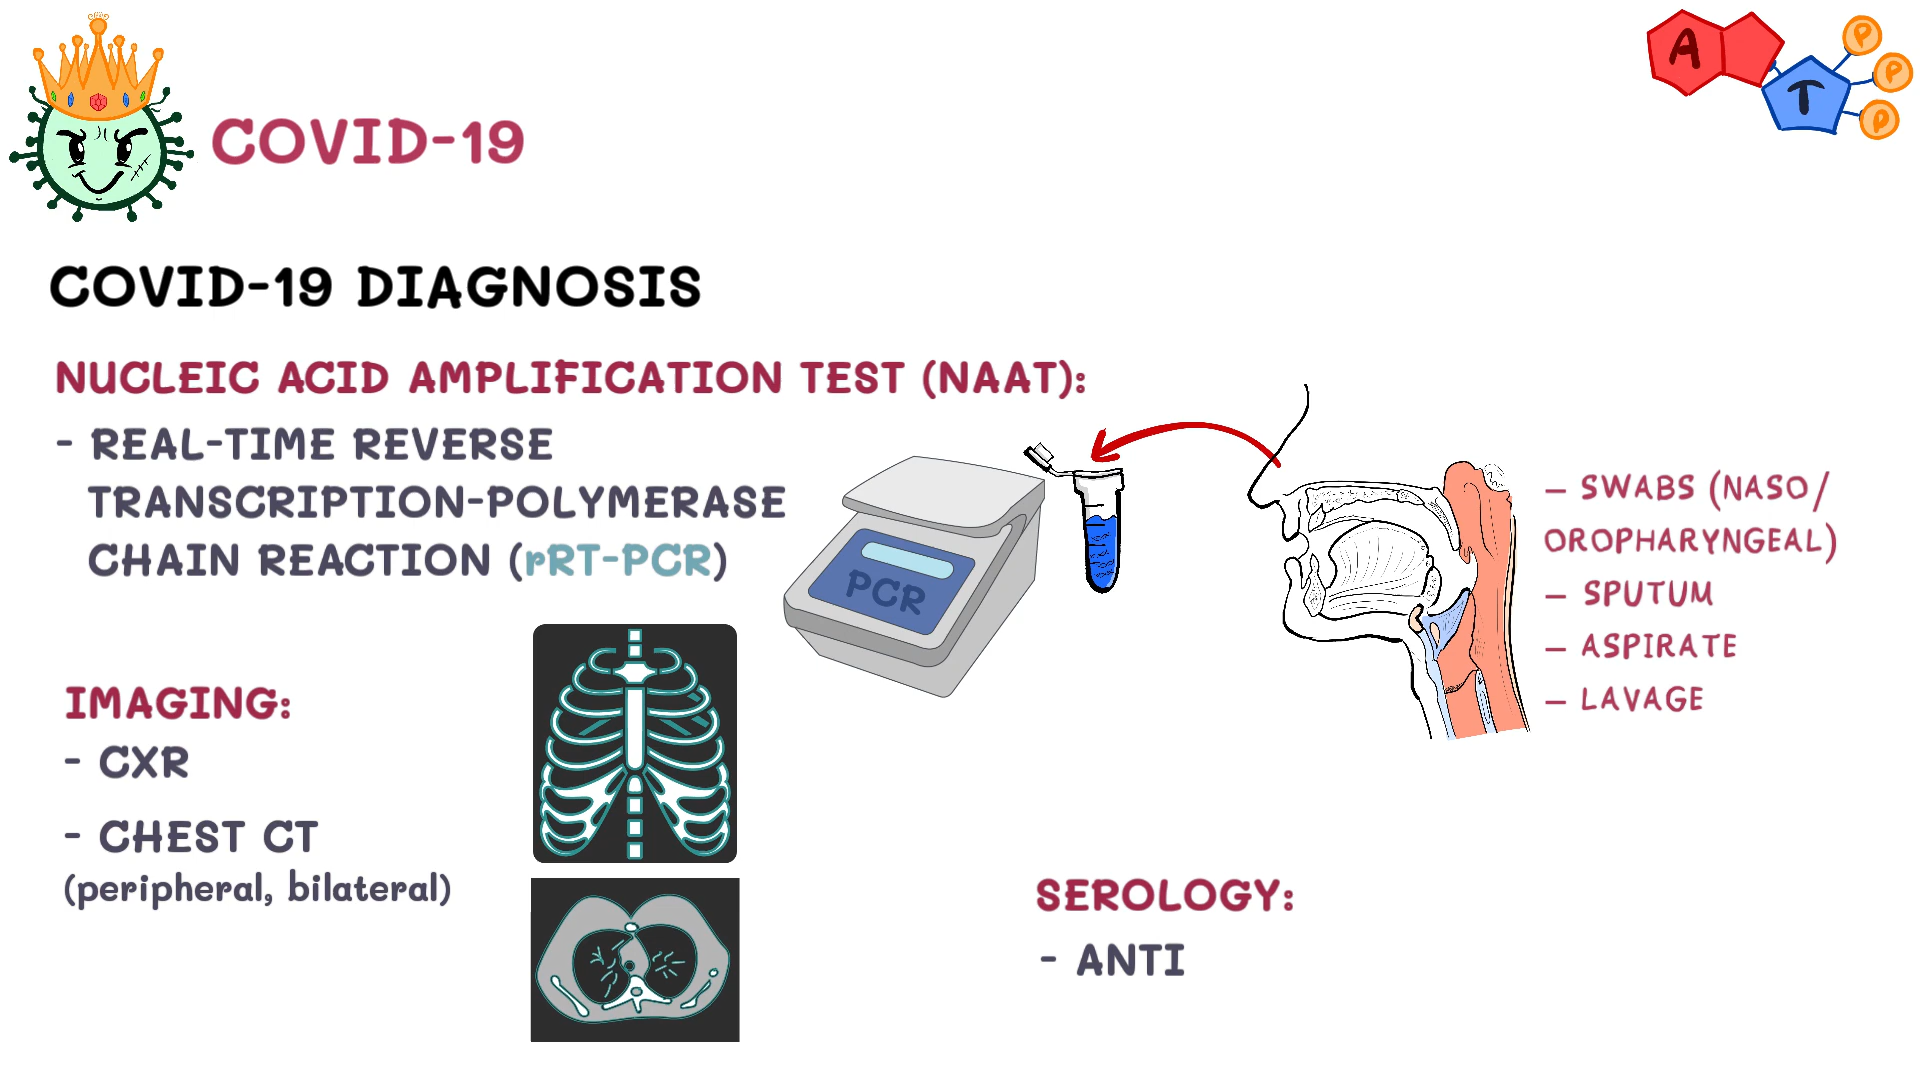 COVID-19
A
T
P
P
P
COVID-19 DIAGNOSIS
NUCLEIC ACID AMPLIFICATION TEST (NAAT):
- REAL-TIME REVERSE
TRANSCRIPTION-POLYMERASE
CHAIN REACTION (rRT-PCR)
PCR
- SWABS (NASO/
OROPHARYNGEAL)
- SPUTUM
- ASPIRATE
- LAVAGE
IMAGING:
- CXR
- CHEST CT
(peripheral, bilateral)
SEROLOGY:
- ANTI